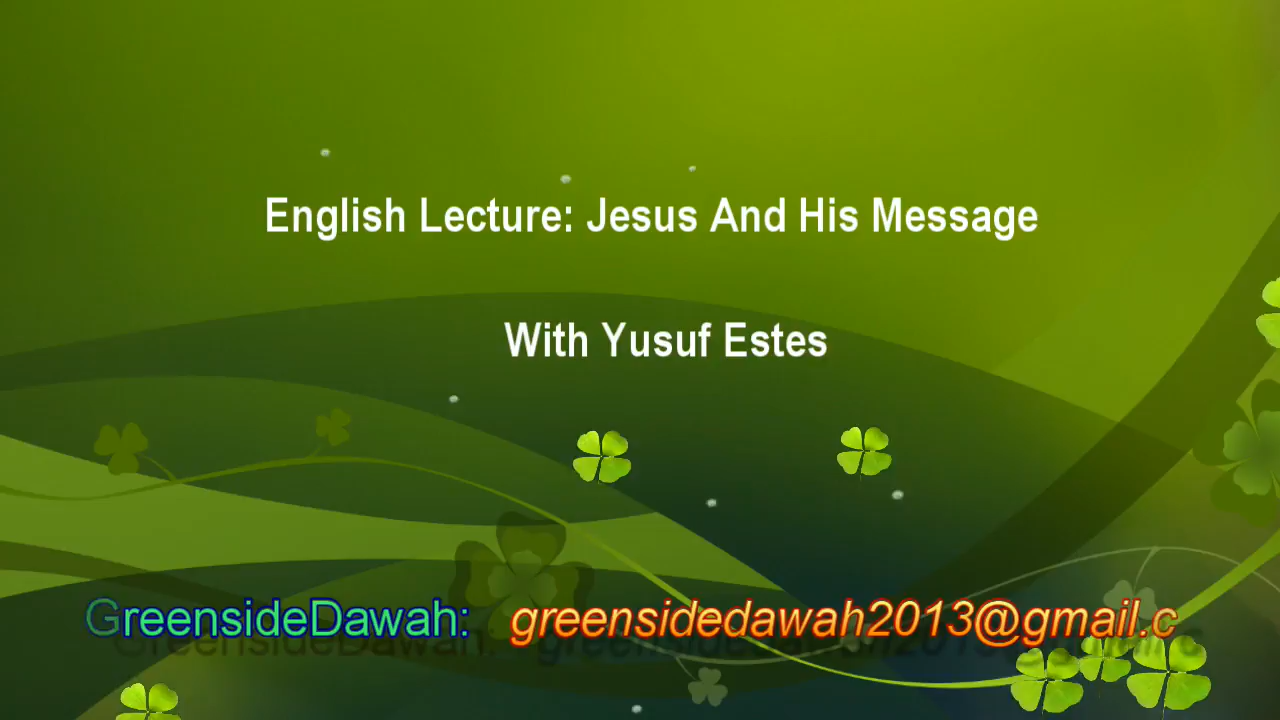 English Lecture: Jesus And His Message
With Yusuf Estes
GreensideDawah: greensidedawah2013@gmail.c